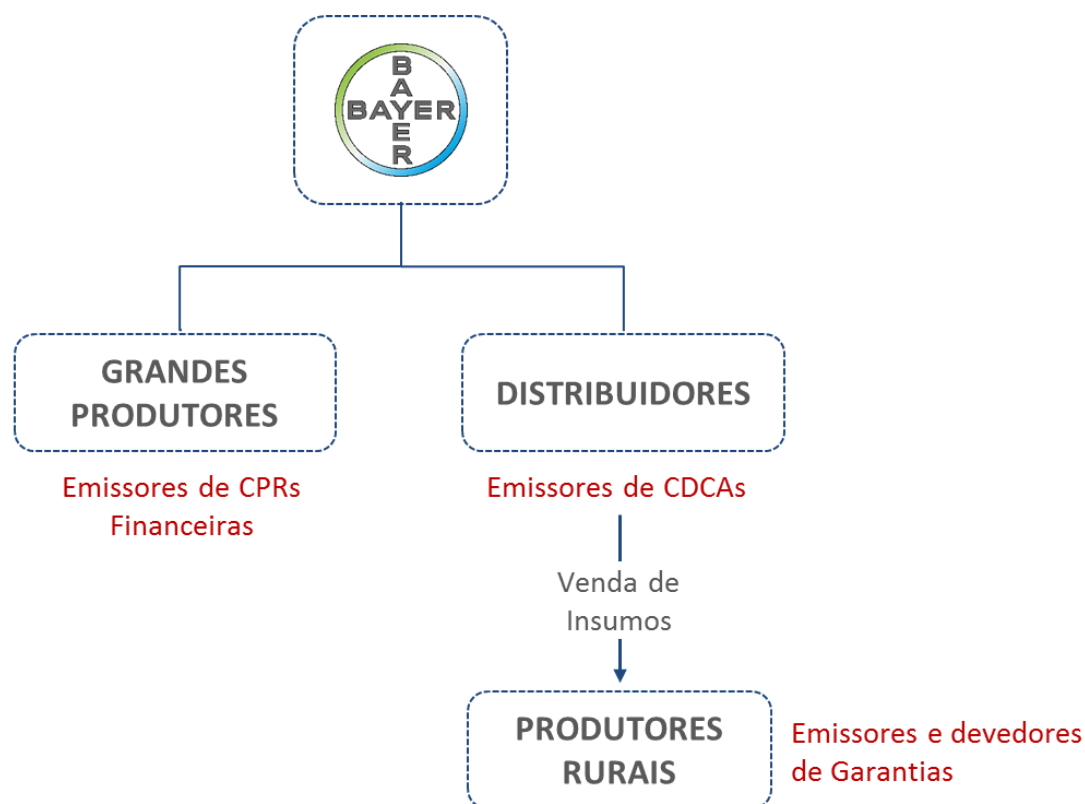 BAYER
BAYER
GRANDES
PRODUTORES
DISTRIBUIDORES
Emissores de CPRs
Financeiras
Emissores de CDCAs
Venda de
Insumos
PRODUTORES
RURAIS
Emissores e devedores
de Garantias